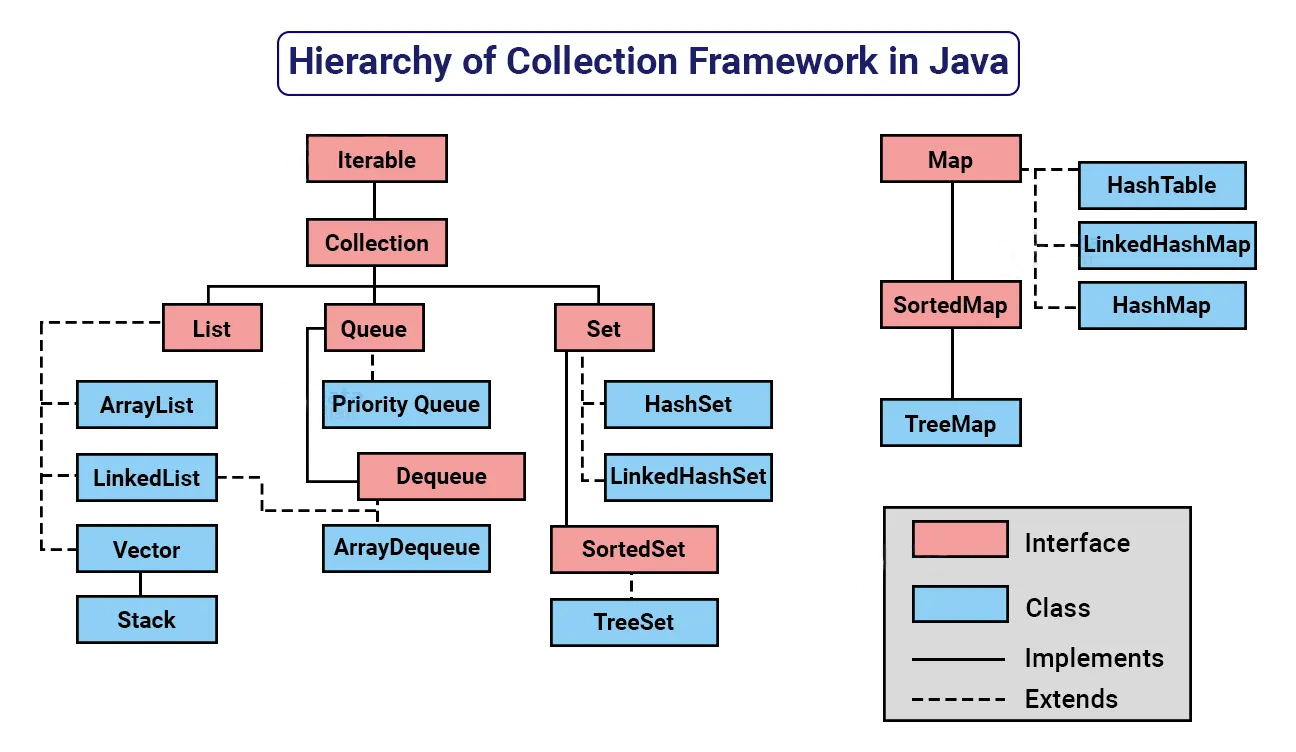 Hierarchy of Collection Framework in Java
Iterable
Collection
List
Queue
Set
ArrayList
Priority Queue
HashSet
LinkedList
Dequeue
LinkedHashSet
Vector
ArrayDequeue
SortedSet
Stack
TreeSet
Map
HashTable
LinkedHashMap
SortedMap
HashMap
TreeMap
Interface
Class
Implements
Extends